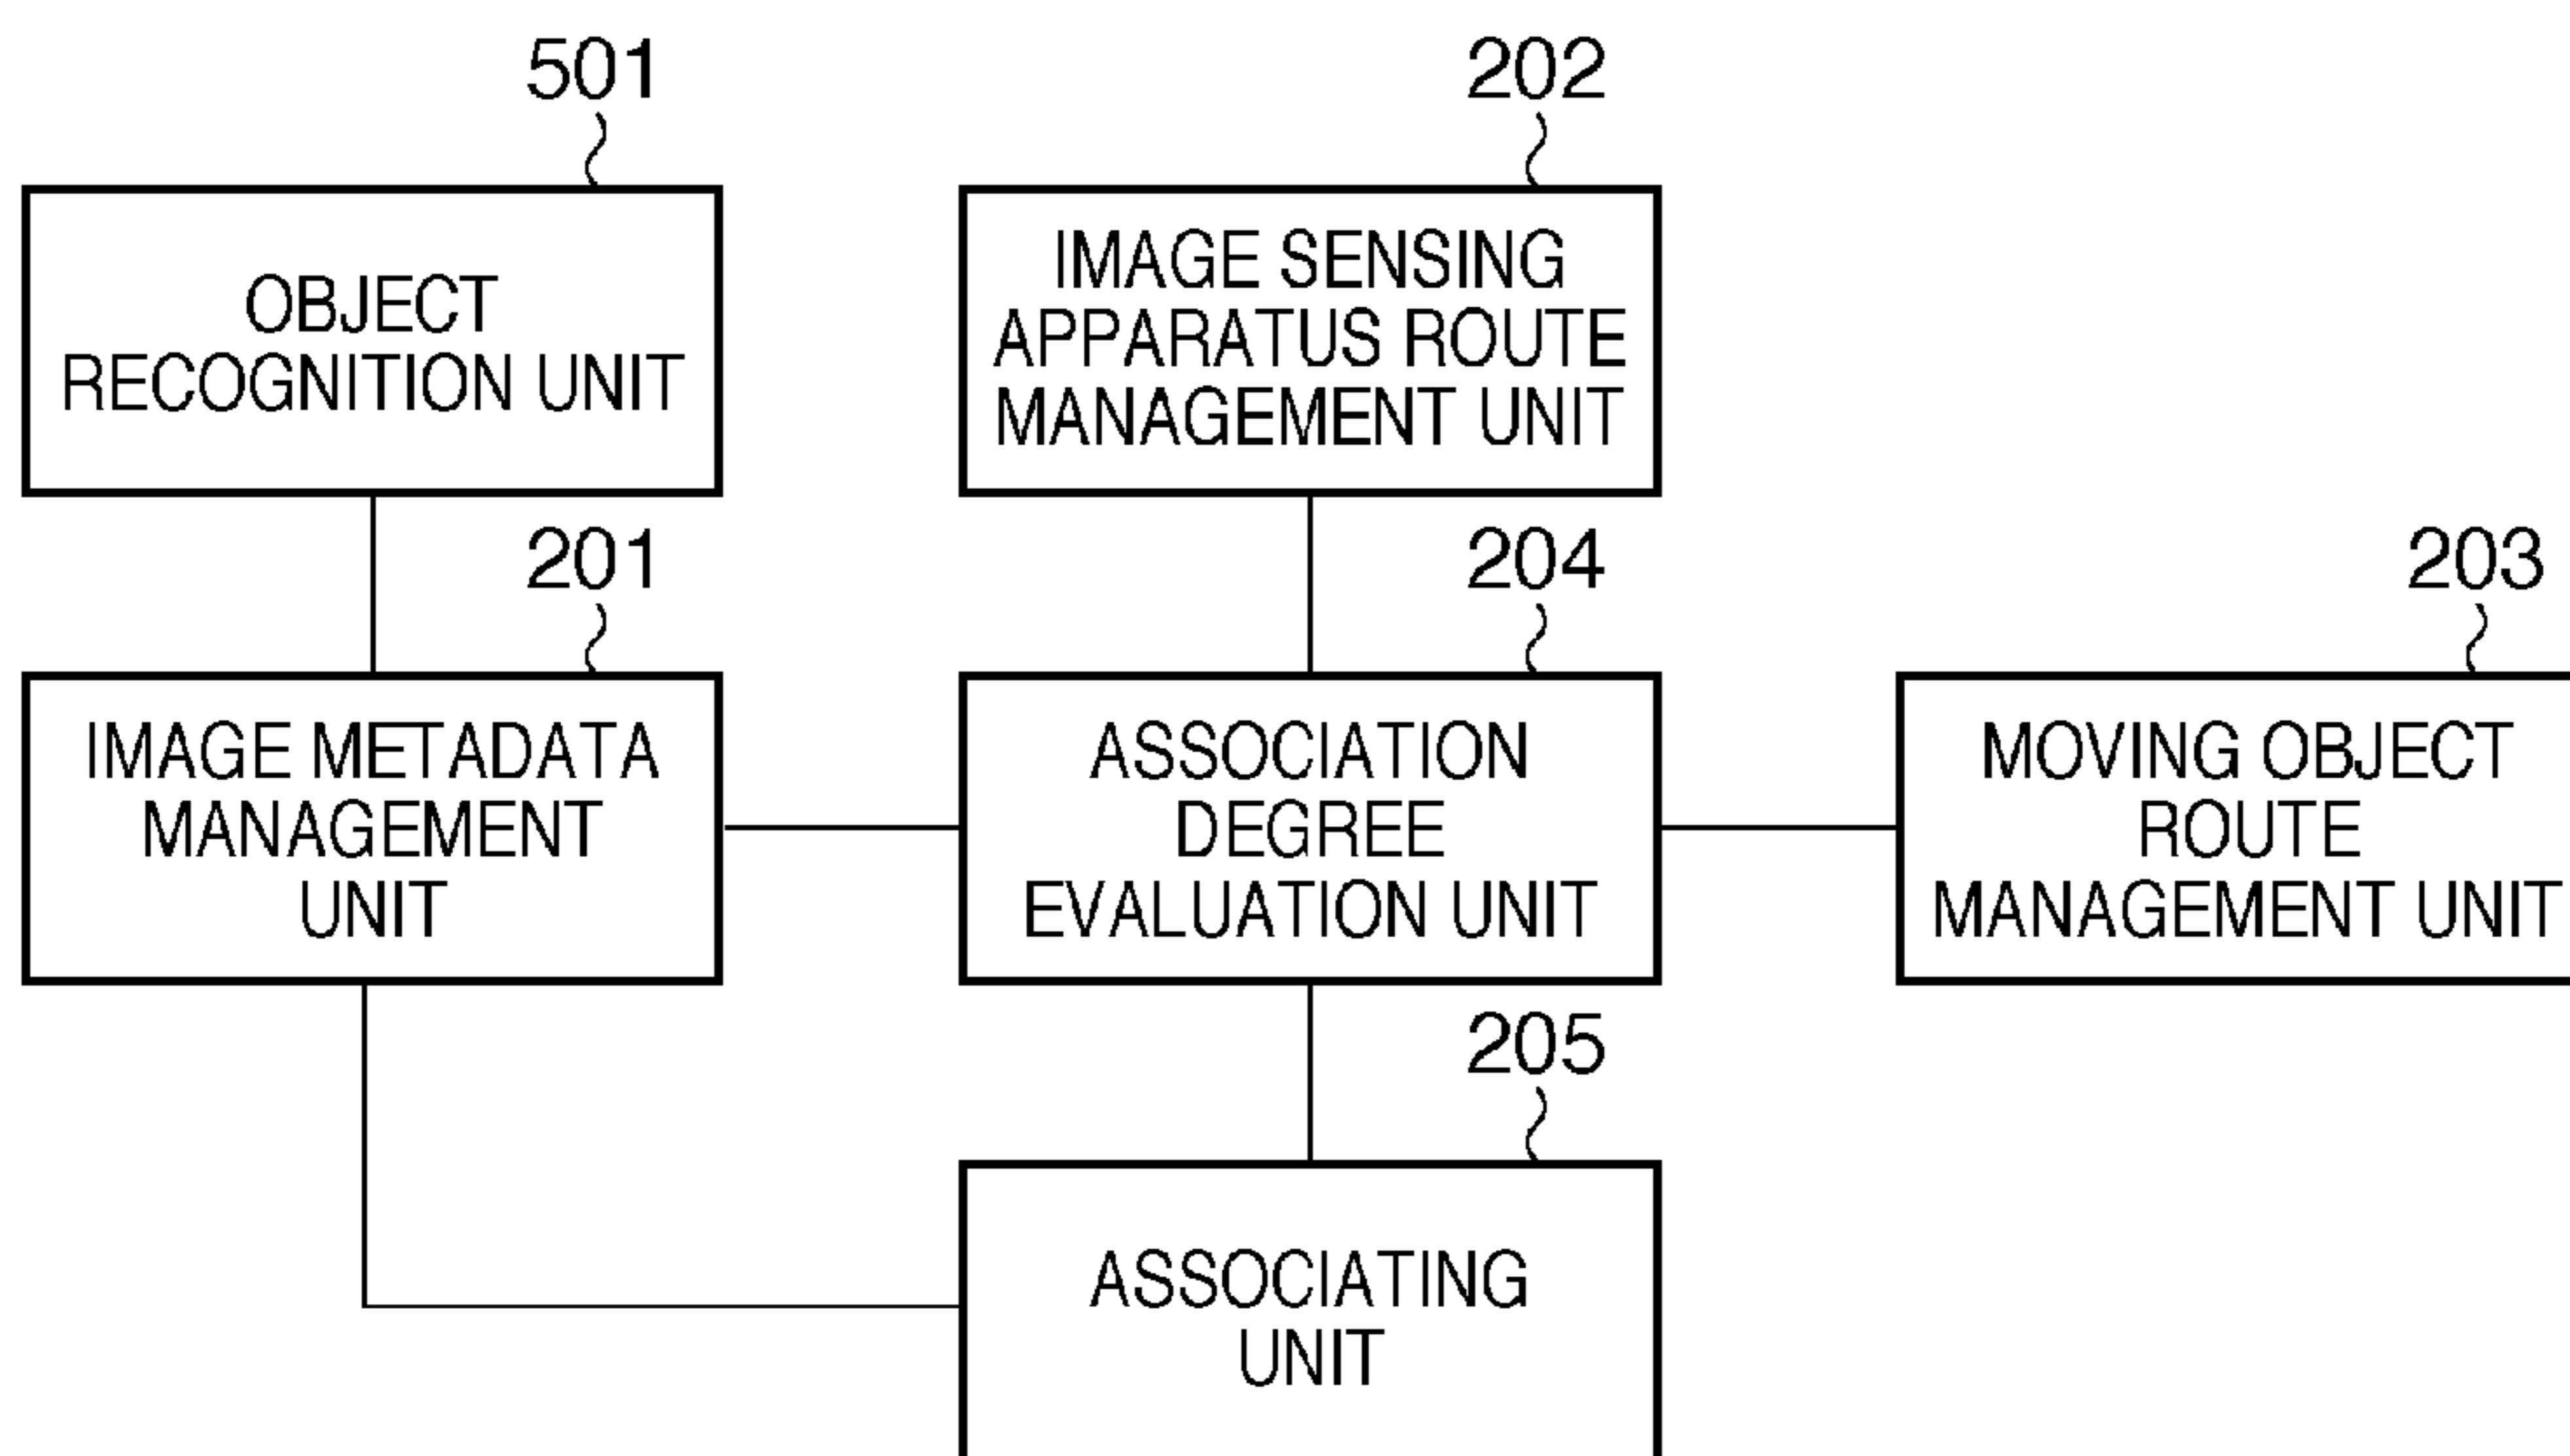 501
OBJECT
RECOGNITION UNIT
202
IMAGE SENSING
APPARATUS ROUTE
MANAGEMENT UNIT
201
IMAGE METADATA
MANAGEMENT
UNIT
204
ASSOCIATION
DEGREE
EVALUATION UNIT
203
MOVING OBJECT
ROUTE
MANAGEMENT UNIT
205
ASSOCIATING
UNIT